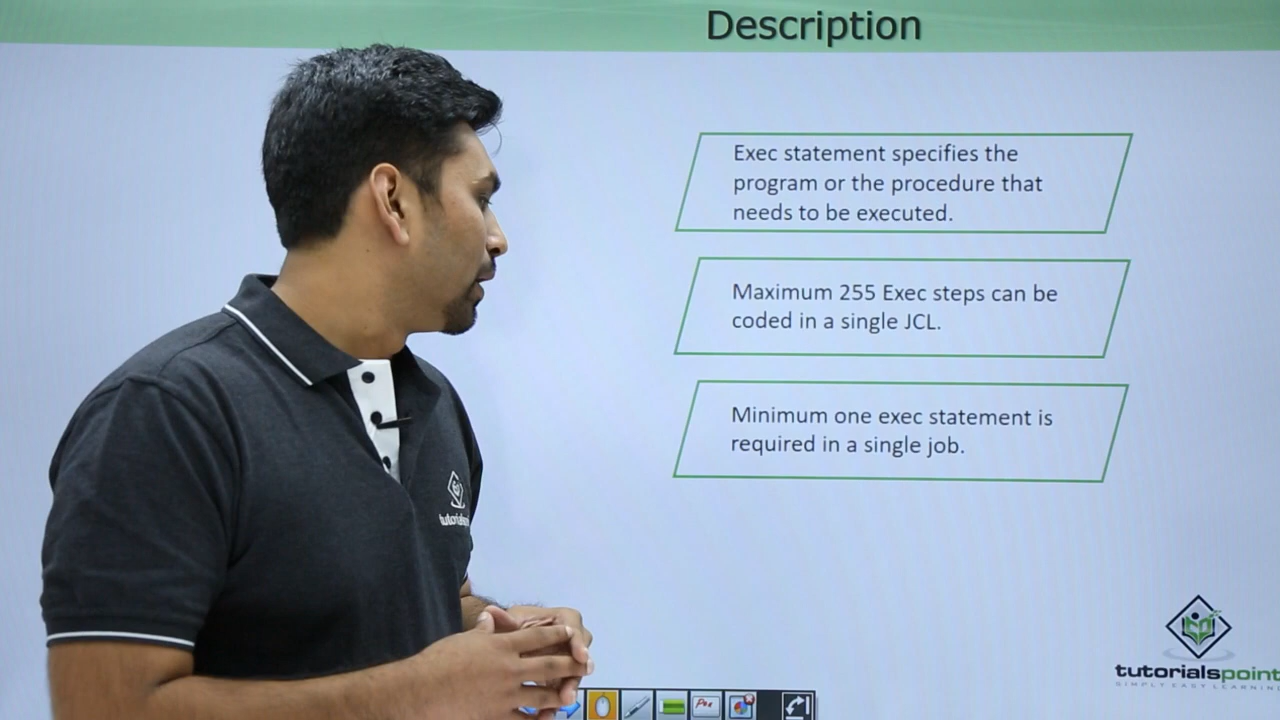 Description
Exec statement specifies the
program or the procedure that
needs to be executed.
Maximum 255 Exec steps can be
coded in a single JCL.
Minimum one exec statement is
required in a single job.
tutorialspoint
SIMPLY EASY LEARNING